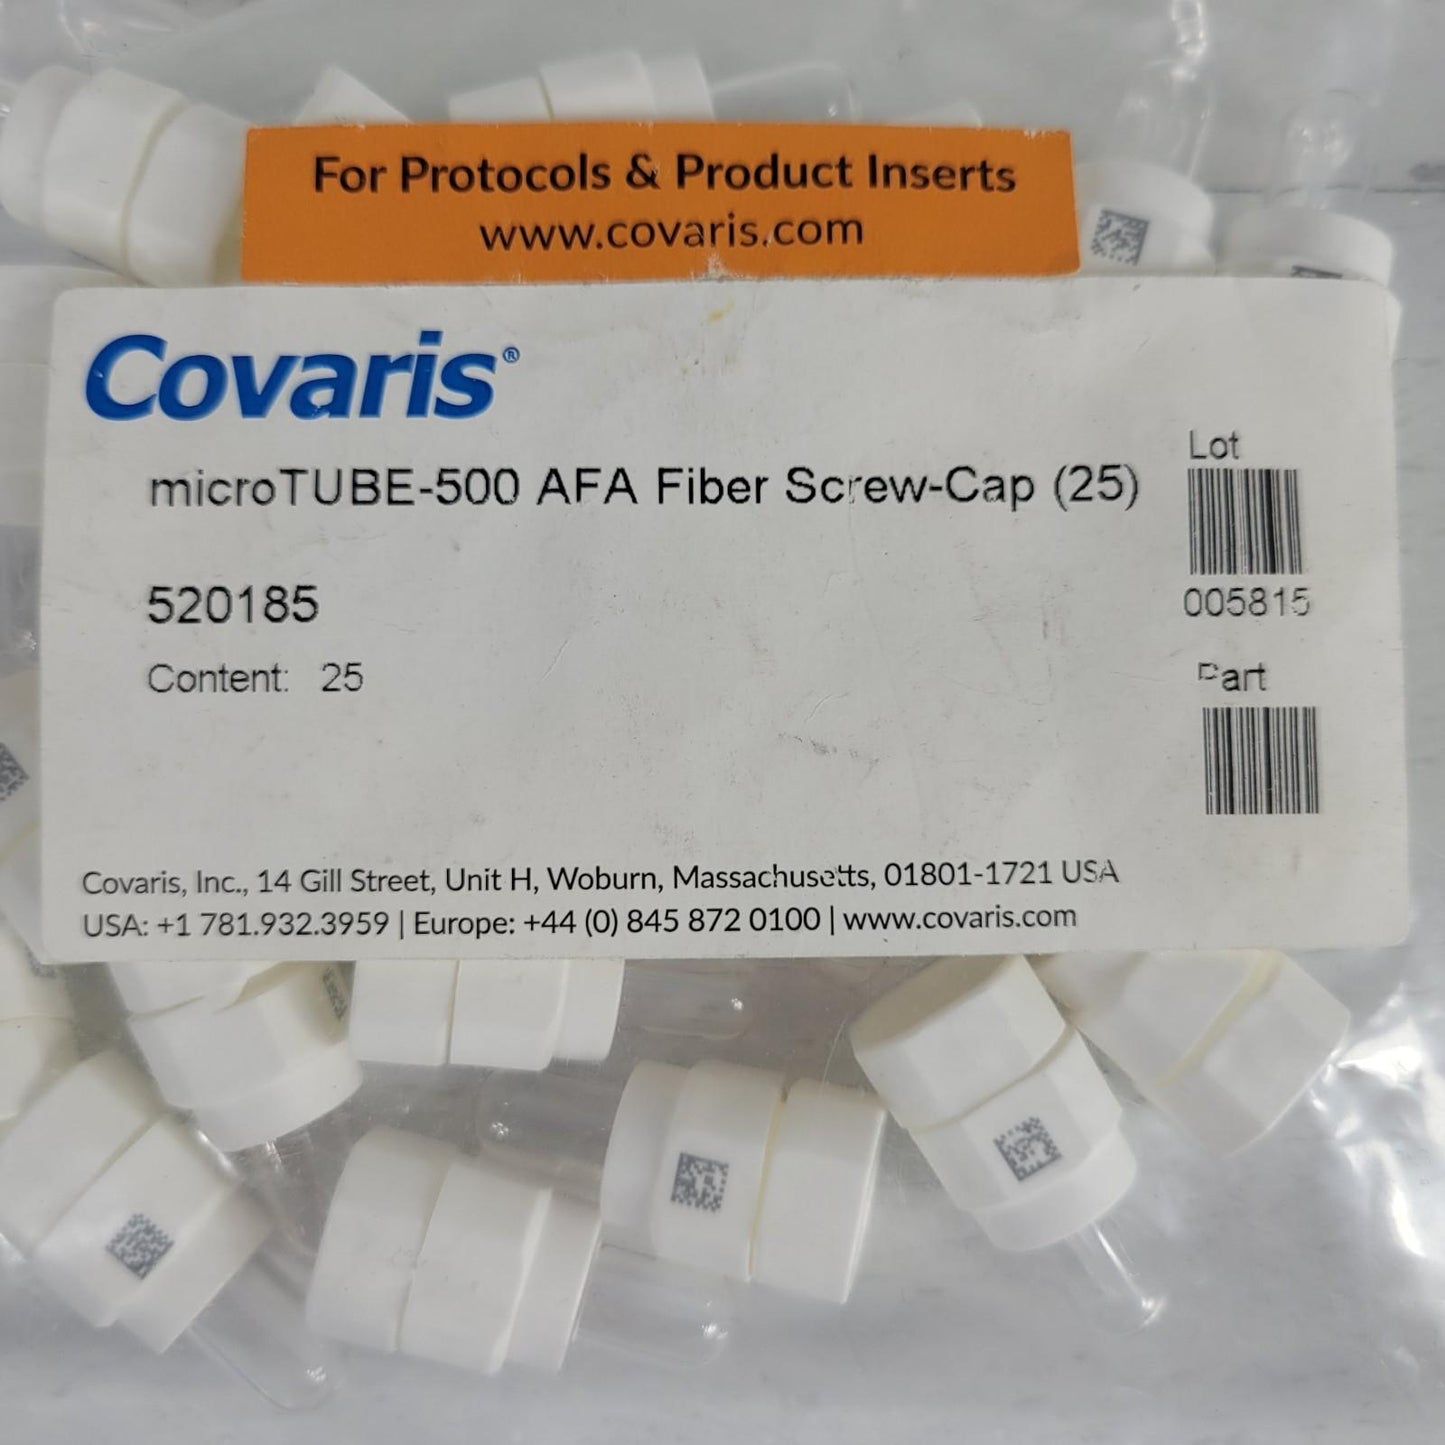 For Protocols & Product Inserts
www.covaris.com
Covaris®
microTUBE-500 AFA Fiber Screw-Cap (25)
520185
Content: 25
Lot
005815
Part
Covaris, Inc., 14 Gill Street, Unit H, Woburn, Massachusetts, 01801-1721 USA
USA: +1 781.932.3959 | Europe: +44 (0) 845 872 0100 | www.covaris.com